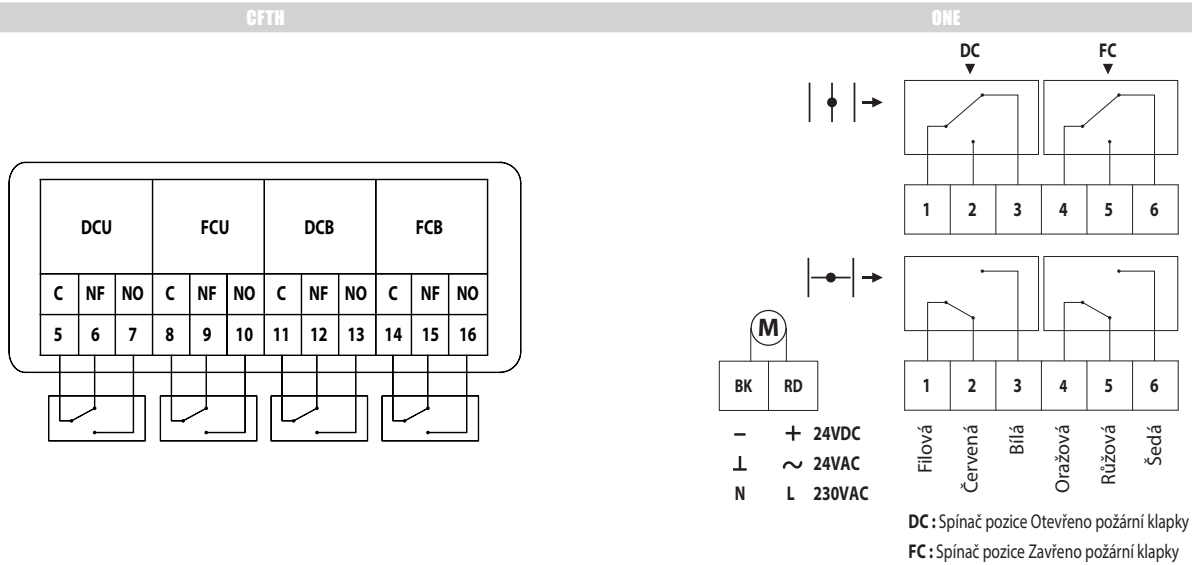 CFTH
ONE
DCU FCU DCB FCB
C NF NO C NF NO C NF NO C NF NO
5 6 7 8 9 10 11 12 13 14 15 16
DC FC
1 2 3 4 5 6
M
BK RD
– + 24VDC
⊥ ~ 24VAC
N L 230VAC
1 2 3 4 5 6
Filová
Červená
Bílá
Oražová
Růžová
Šedá
DC : Spínač pozice Otevřeno požární klapky
FC : Spínač pozice Zavřeno požární klapky